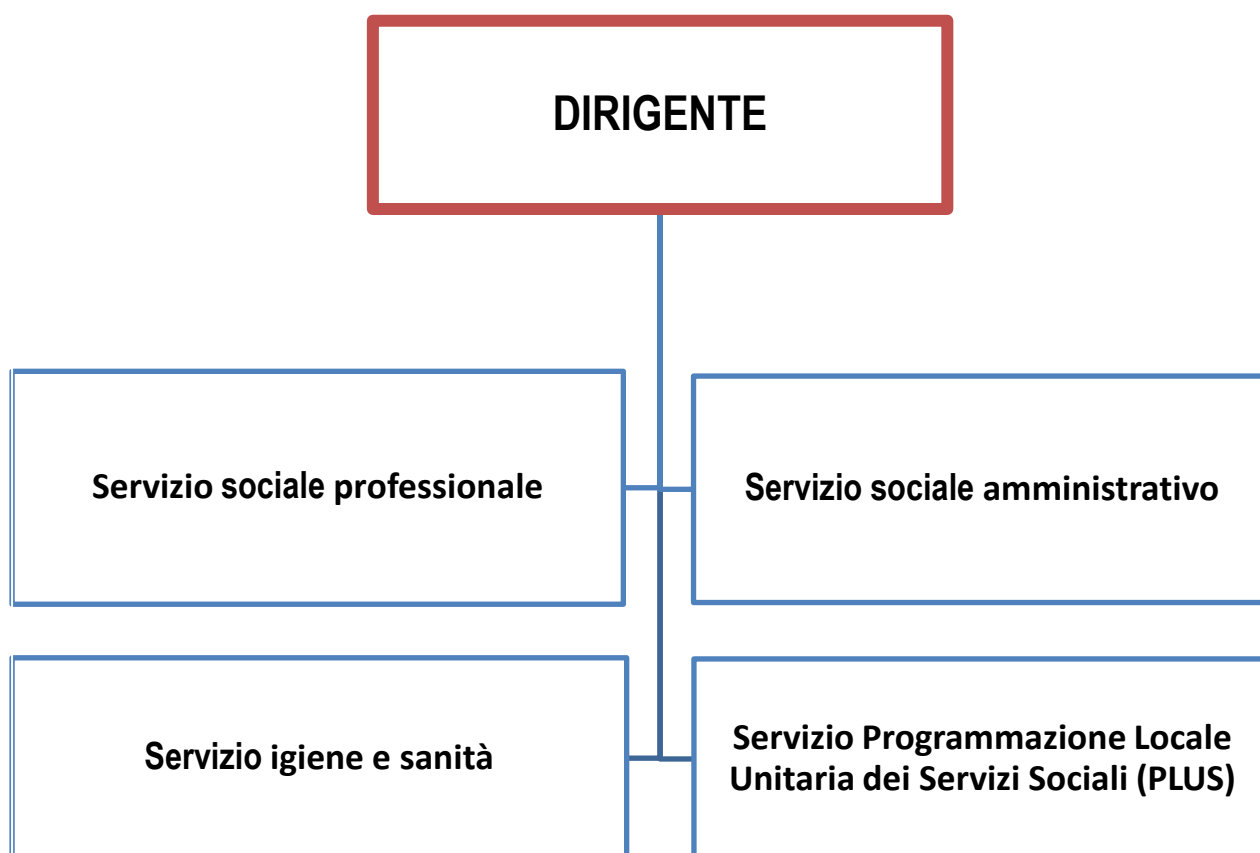 DIRIGENTE
Servizio sociale professionale
Servizio sociale amministrativo
Servizio igiene e sanità
Servizio Programmazione Locale
Unitaria dei Servizi Sociali (PLUS)